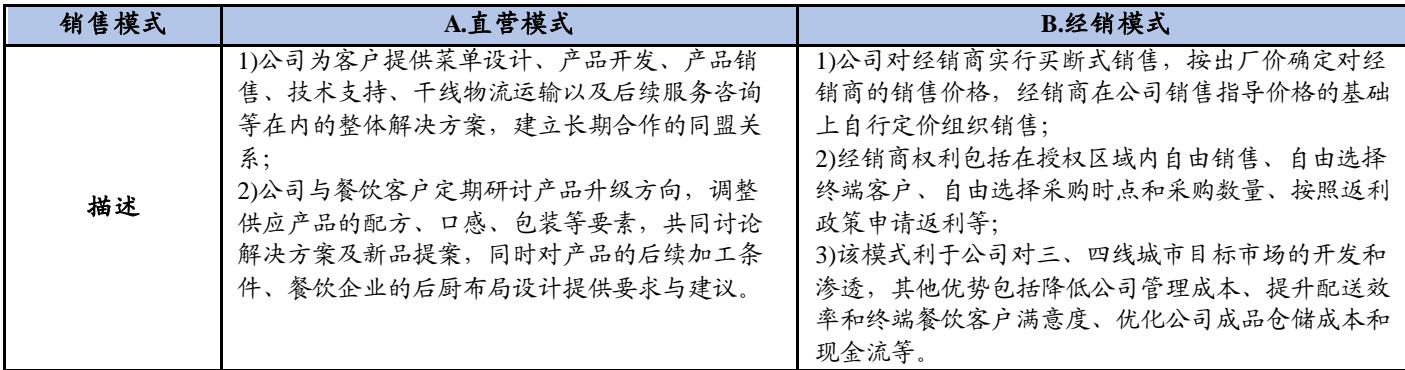 销售模式
A.直营模式
B.经销模式
描述
1)公司为客户提供菜单设计、产品开发、产品销
售、技术支持、干线物流运输以及后续服务咨询
等在内的整体解决方案，建立长期合作的同盟关
系；
2)公司与餐饮客户定期研讨产品升级方向，调整
供应产品的配方、口感、包装等要素，共同讨论
解决方案及新品提案，同时对产品的后续加工条
件、餐饮企业的后厨布局设计提供要求与建议。
1)公司对经销商实行买断式销售，按出厂价确定对经
销商的销售价格，经销商在公司销售指导价格的基础
上自行定价组织销售；
2)经销商权利包括在授权区域内自由销售、自由选择
终端客户、自由选择采购时点和采购数量、按照返利
政策申请返利等；
3)该模式利于公司对三、四线城市目标市场的开发和
渗透，其他优势包括降低公司管理成本、提升配送效
率和终端餐饮客户满意度、优化公司成品仓储成本和
现金流等。